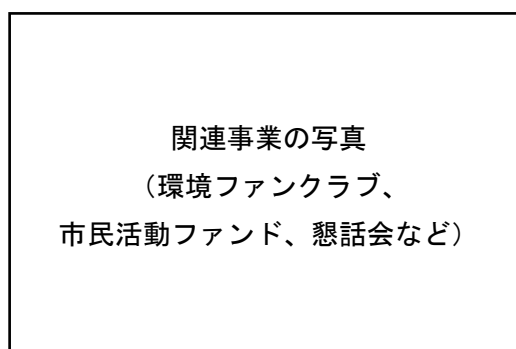 関連事業の写真
（環境ファンクラブ、
市民活動ファンド、懇話会など）